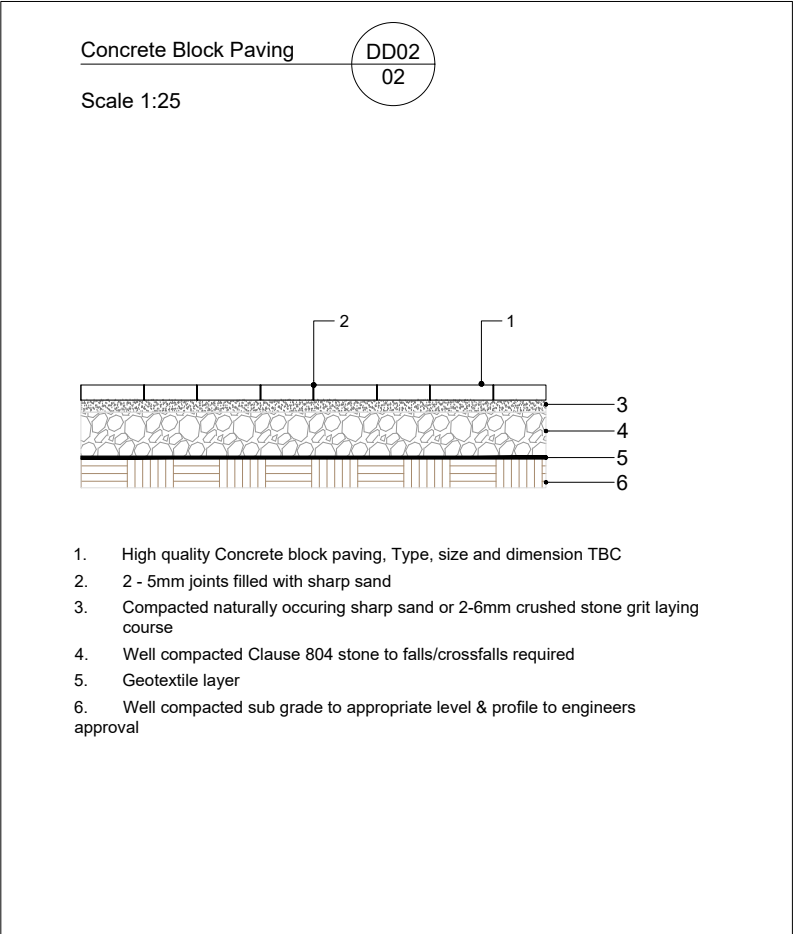 Concrete Block Paving
DD02
02
Scale 1:25
2
1
3
4
5
6
1. High quality Concrete block paving, Type, size and dimension TBC
2. 2 - 5mm joints filled with sharp sand
3. Compacted naturally occuring sharp sand or 2-6mm crushed stone grit laying
course
4. Well compacted Clause 804 stone to falls/crossfalls required
5. Geotextile layer
6. Well compacted sub grade to appropriate level & profile to engineers
approval